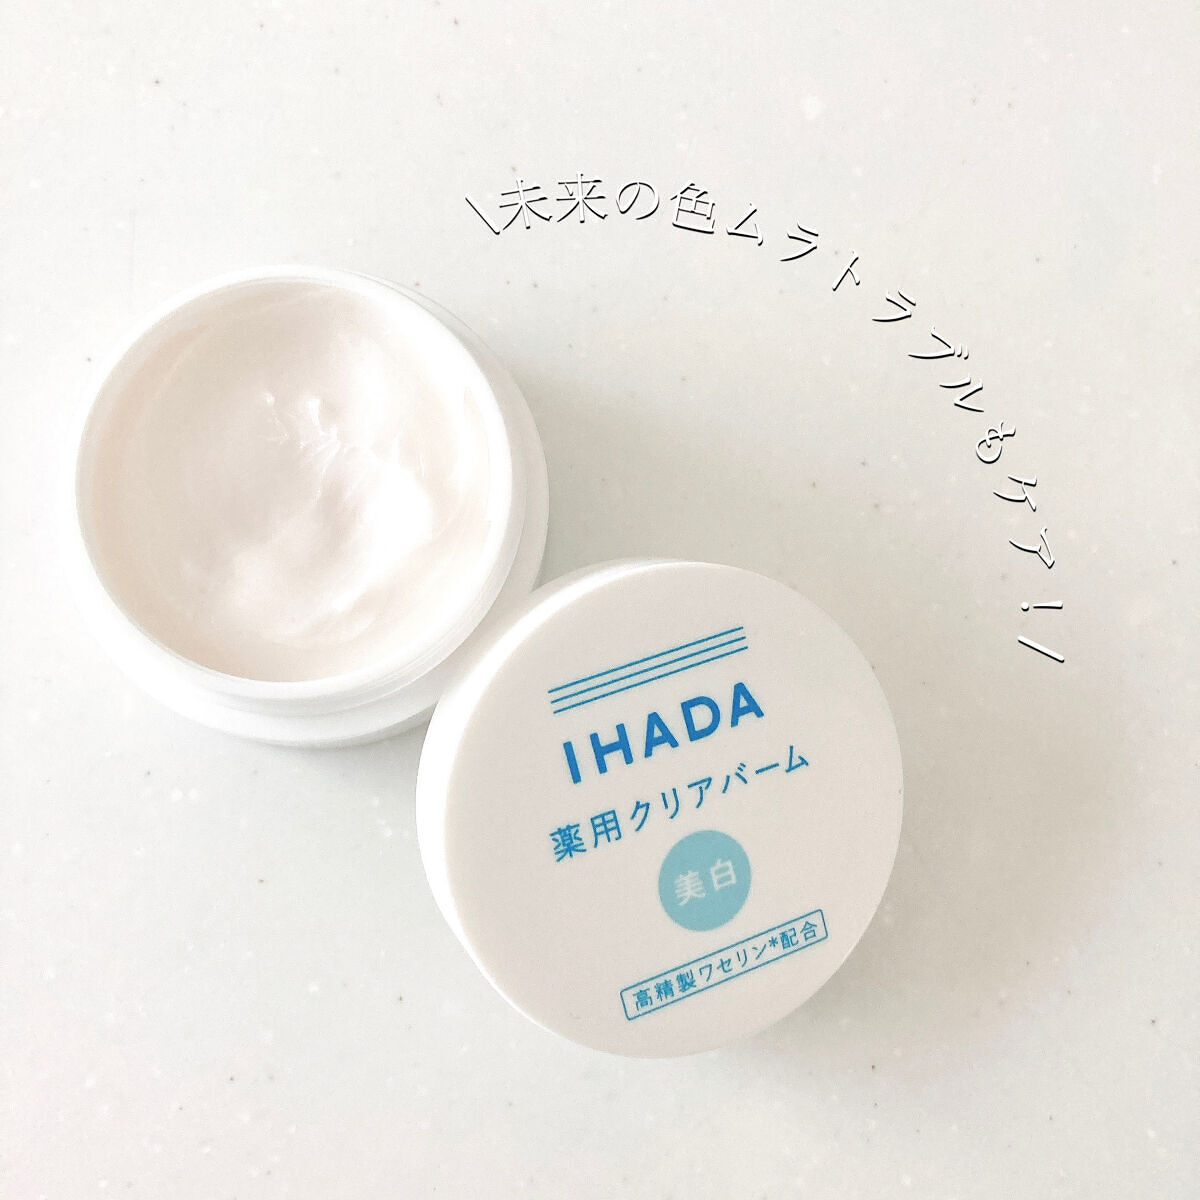 \未来の色ムラトラブルもケア！/
IHADA
薬用クリアバーム
美白
高精製ワセリン*配合